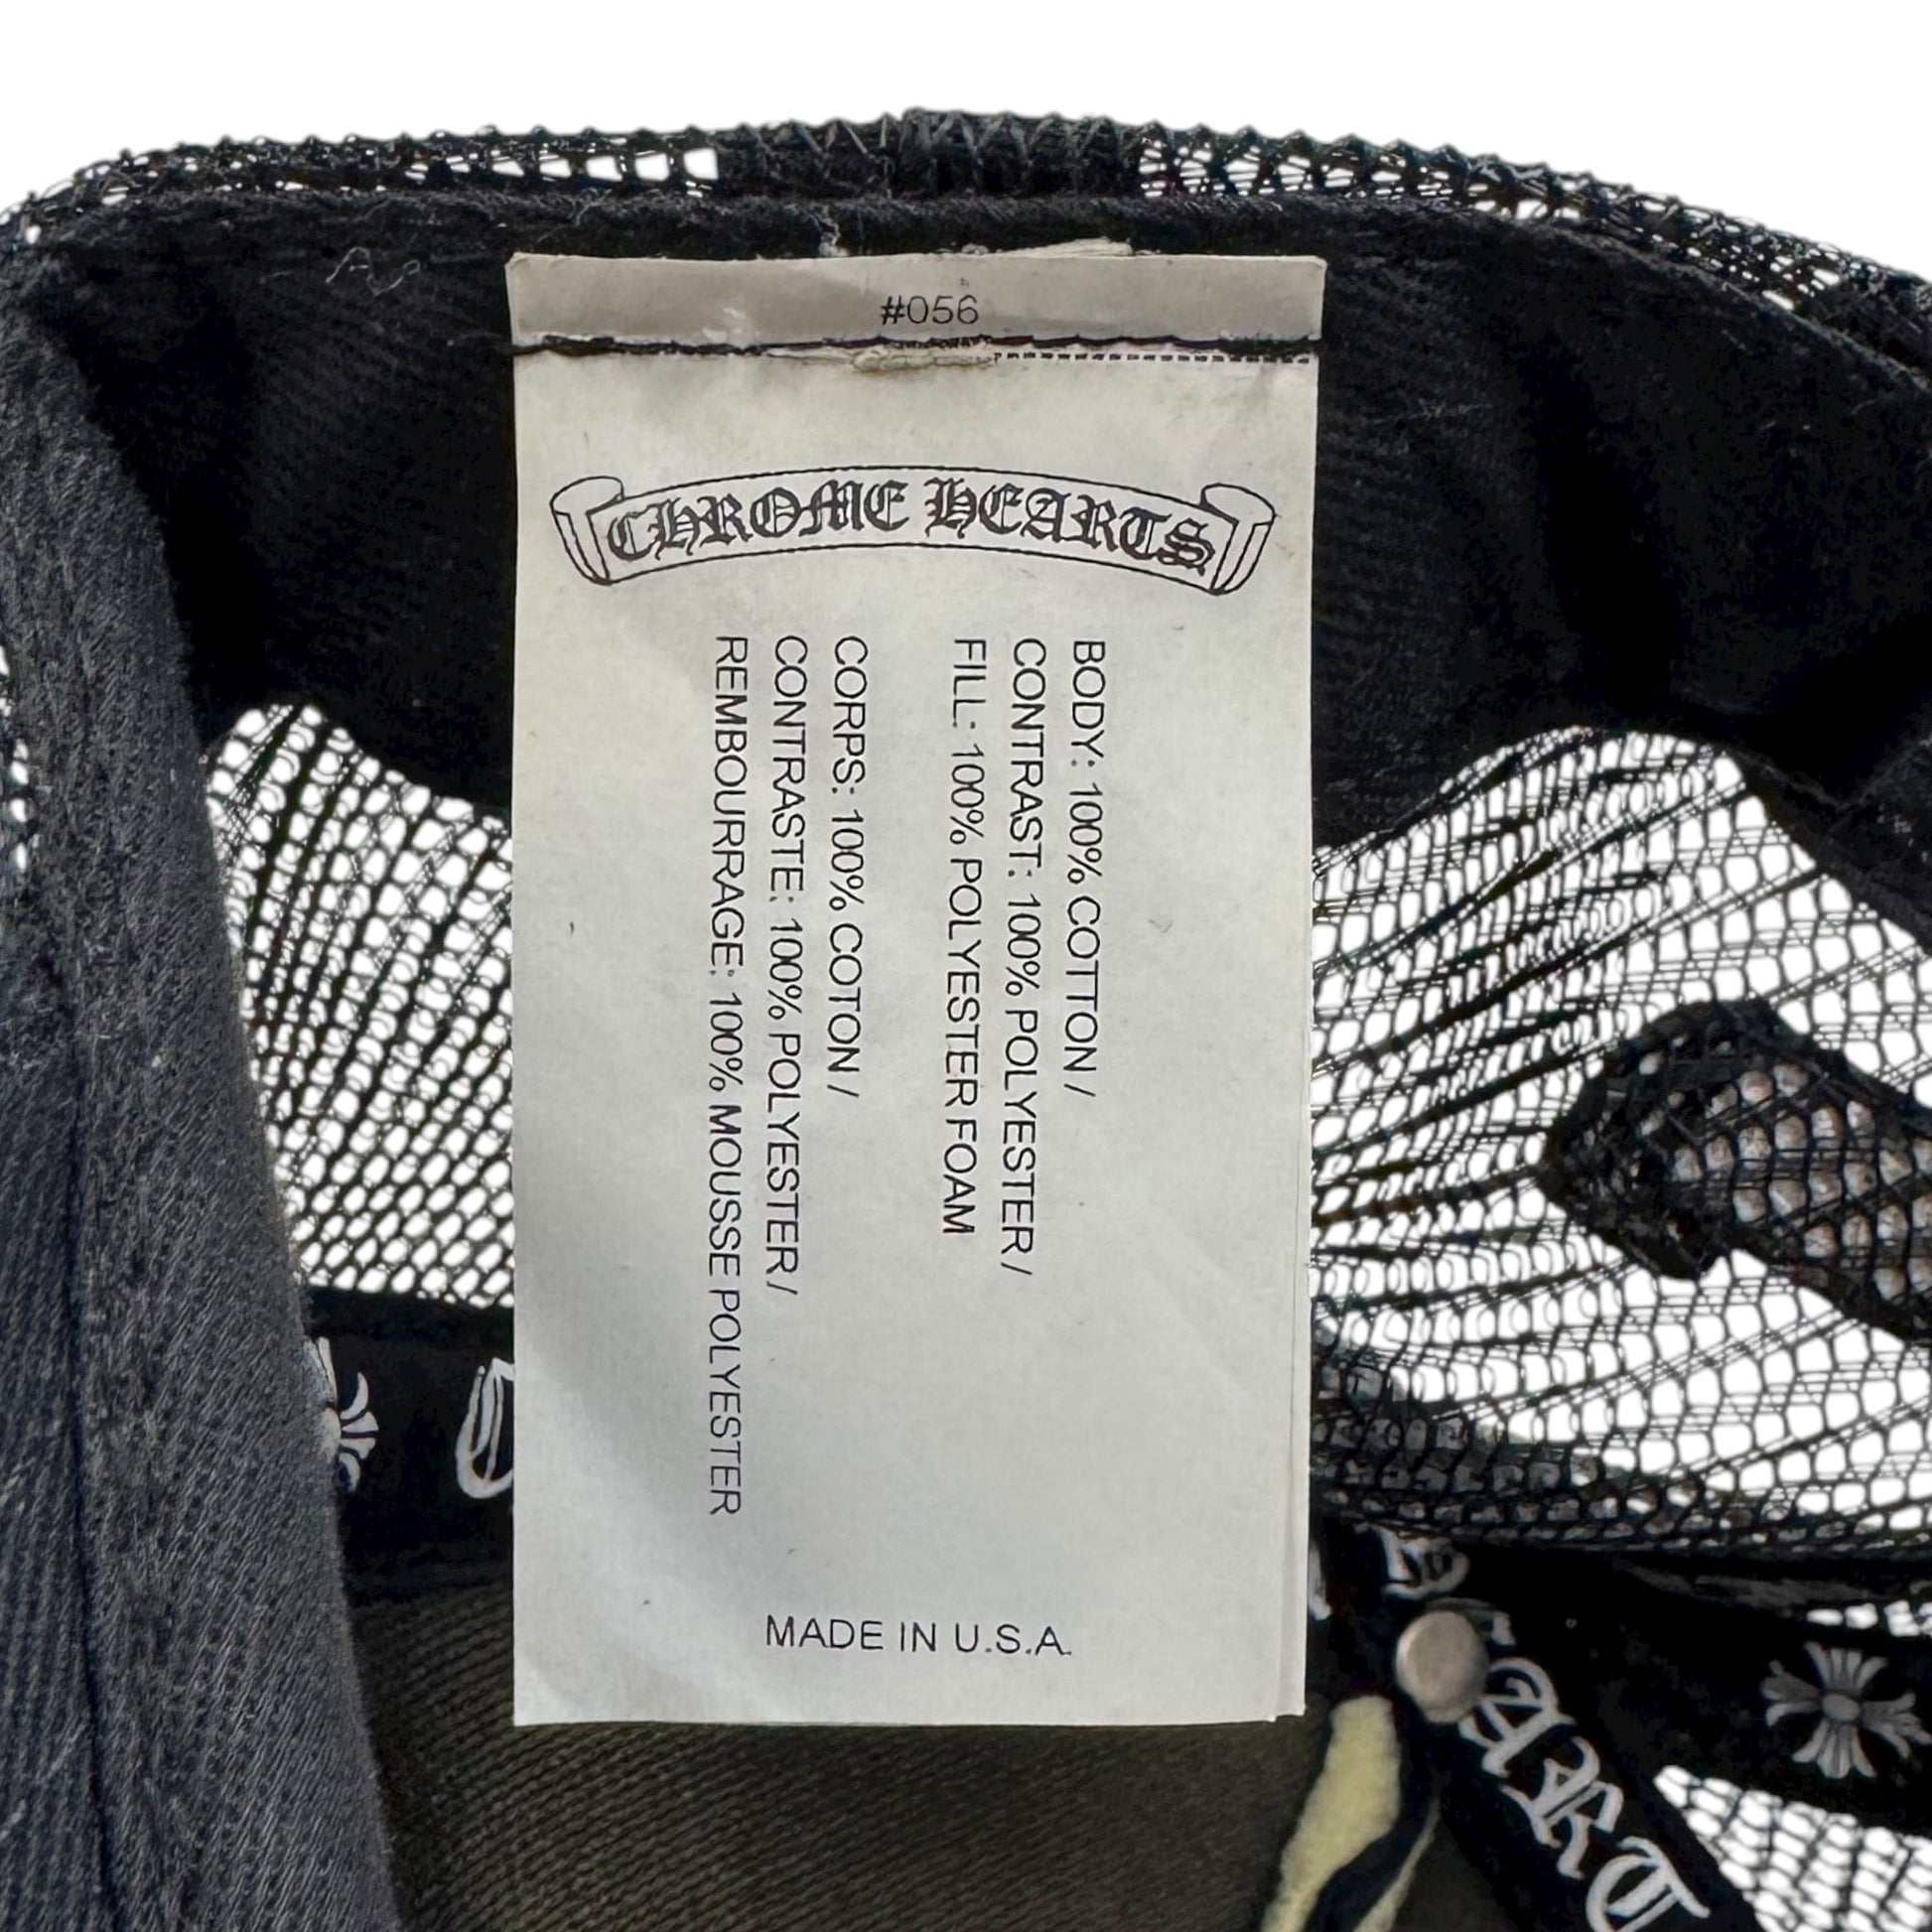 #056
CHROME HEARTS
BODY: 100% COTTON /
CONTRAST: 100% POLYESTER /
FILL: 100% POLYESTER FOAM
CORPS: 100% COTON /
CONTRASTE: 100% POLYESTER /
REMBOURRAGE: 100% MOUSSE POLYESTER
MADE IN U.S.A.
ART